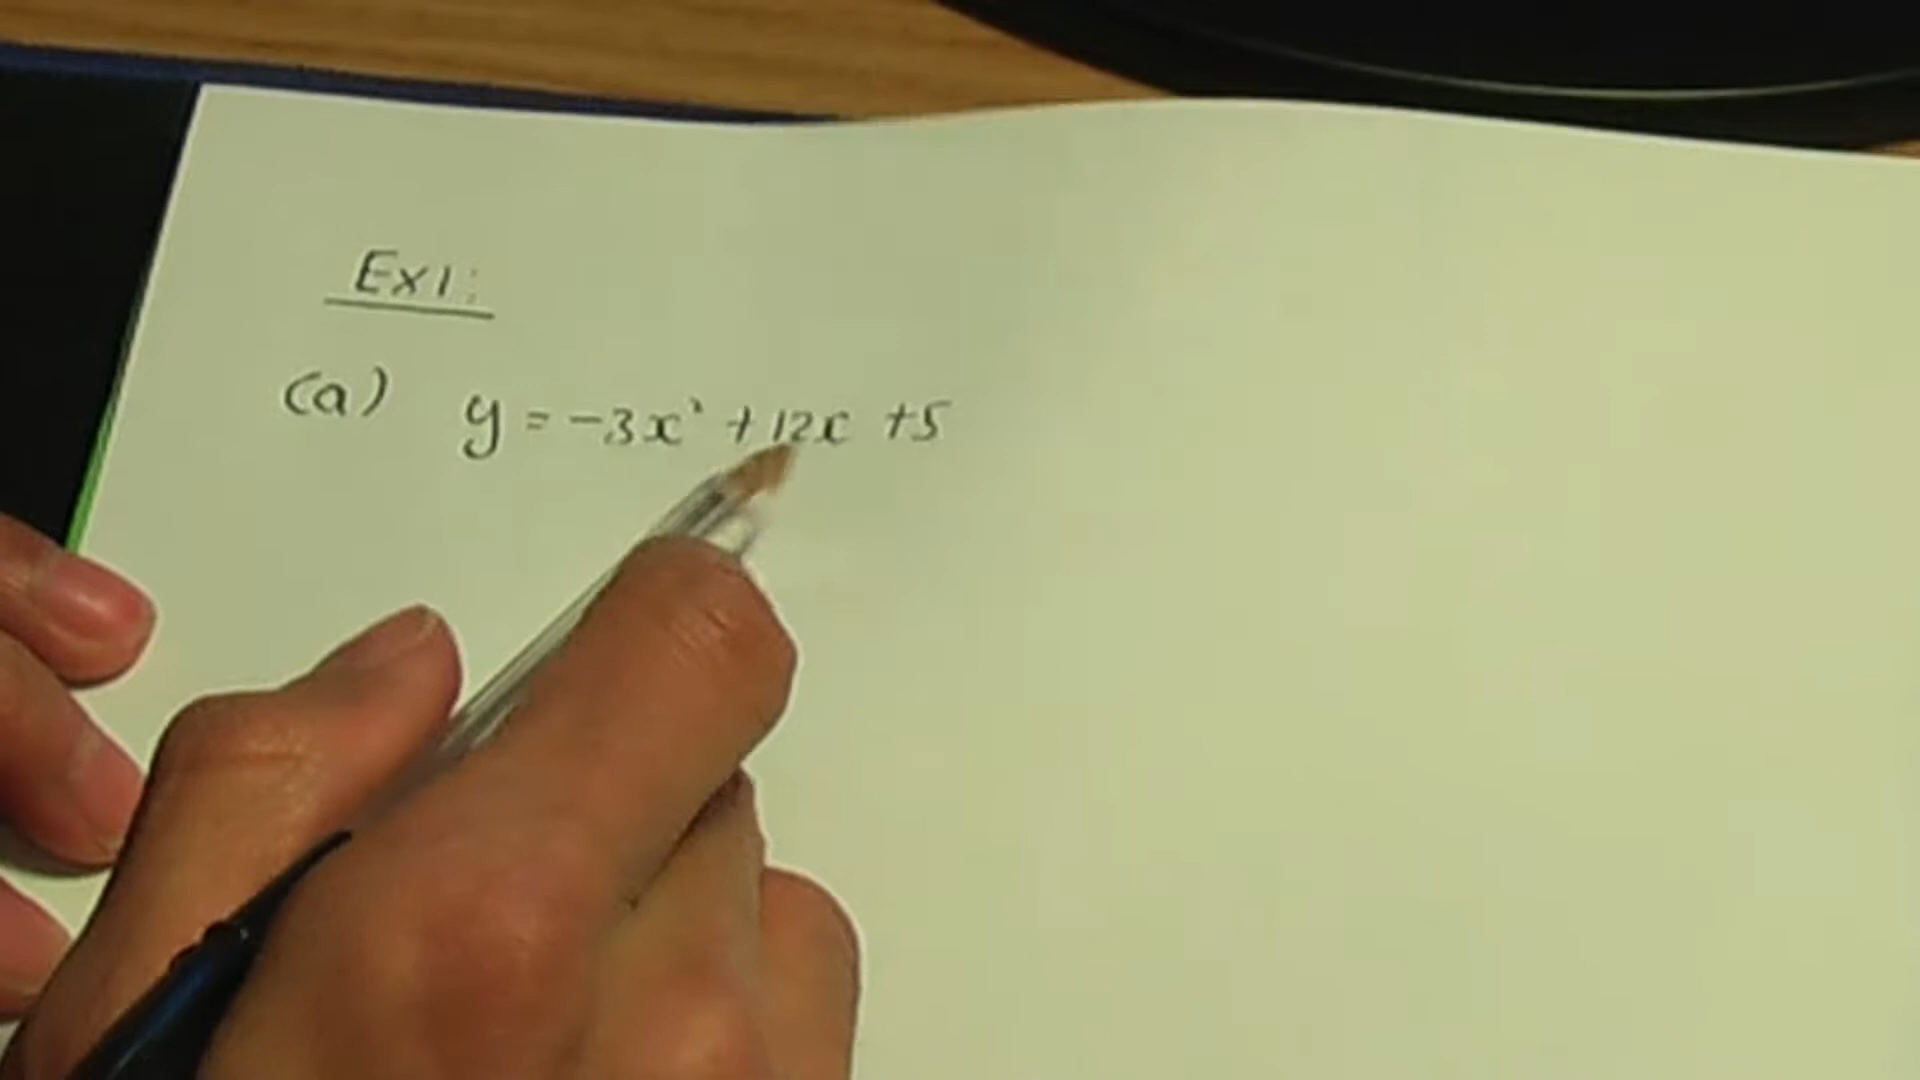 Ex1:
(a) y = -3x² + 12x + 5